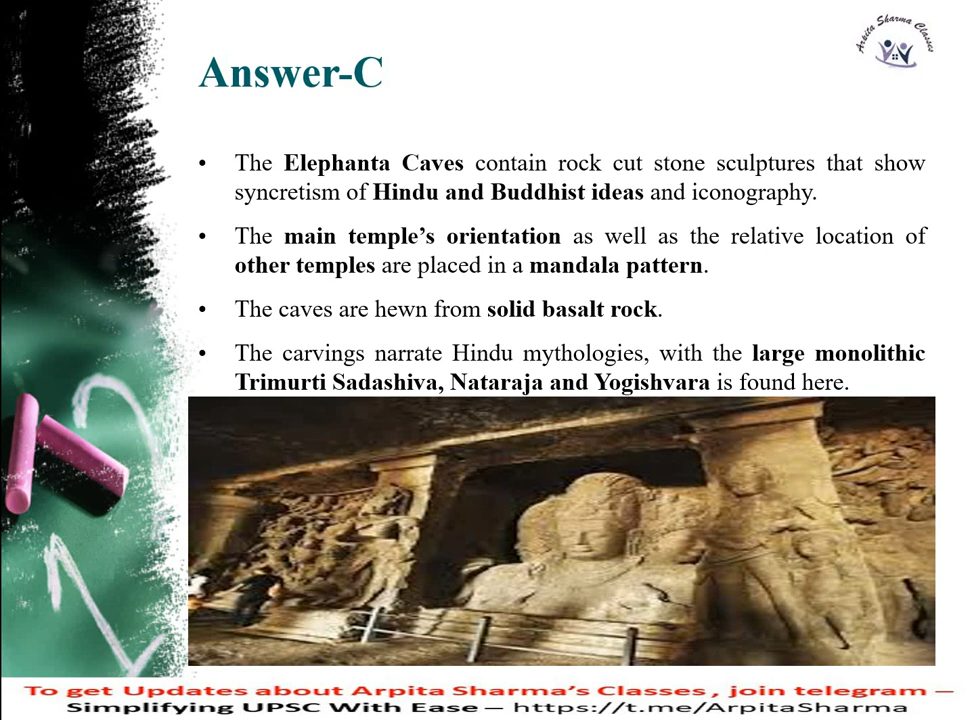 Arpita Sharma Classes
Answer-C
• The Elephanta Caves contain rock cut stone sculptures that show
syncretism of Hindu and Buddhist ideas and iconography.
• The main temple’s orientation as well as the relative location of
other temples are placed in a mandala pattern.
• The caves are hewn from solid basalt rock.
• The carvings narrate Hindu mythologies, with the large monolithic
Trimurti Sadashiva, Nataraja and Yogishvara is found here.
To get Updates about Arpita Sharma’s Classes , join telegram –
Simplifying UPSC With Ease – https://t.me/ArpitaSharma